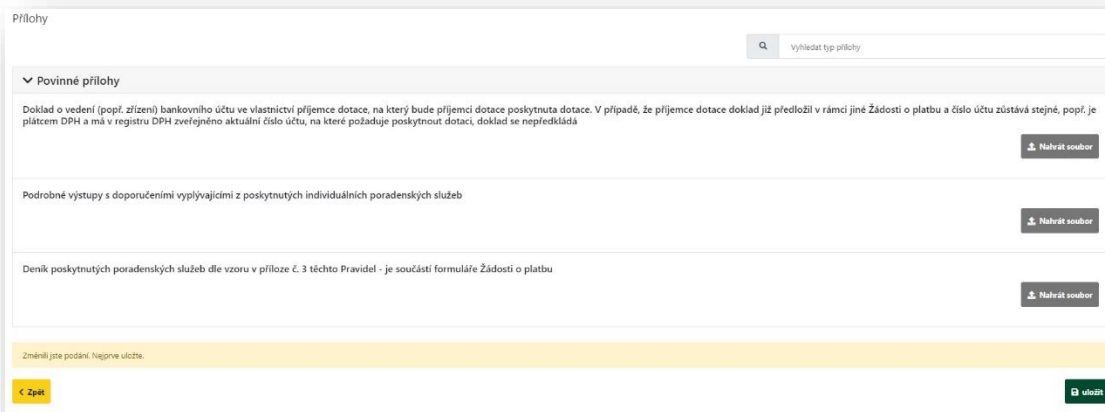 Přílohy
Vyhledat typ přílohy
Povinné přílohy
Doklad o vedení (popř. zřízení) bankovního účtu ve vlastnictví příjemce dotace, na který bude příjemci dotace poskytnuta dotace. V případě, že příjemce dotace doklad již předložil v rámci jiné Žádosti o platbu a číslo účtu zůstává stejné, popř. je
plátcem DPH a má v registru DPH zveřejněno aktuální číslo účtu, na které požaduje poskytnout dotaci, doklad se nepředkládá
Nahrát soubor
Podrobné výstupy s doporučeními vyplývajícími z poskytnutých individuálních poradenských služeb
Nahrát soubor
Deník poskytnutých poradenských služeb dle vzoru v příloze č. 3 těchto Pravidel - je součástí formuláře Žádosti o platbu
Nahrát soubor
Změnili jste podání. Nejprve uložte.
Zpět
uložit